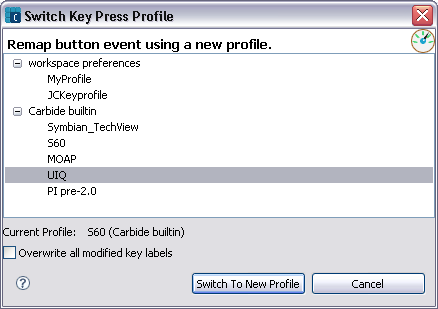 Switch Key Press Profile
Remap button event using a new profile.
workspace preferences
MyProfile
JCKeyprofile
Carbide builtin
Symbian_TechView
S60
MOAP
UIQ
PI pre-2.0
Current Profile: S60 (Carbide builtin)
Overwrite all modified key labels
Switch To New Profile
Cancel